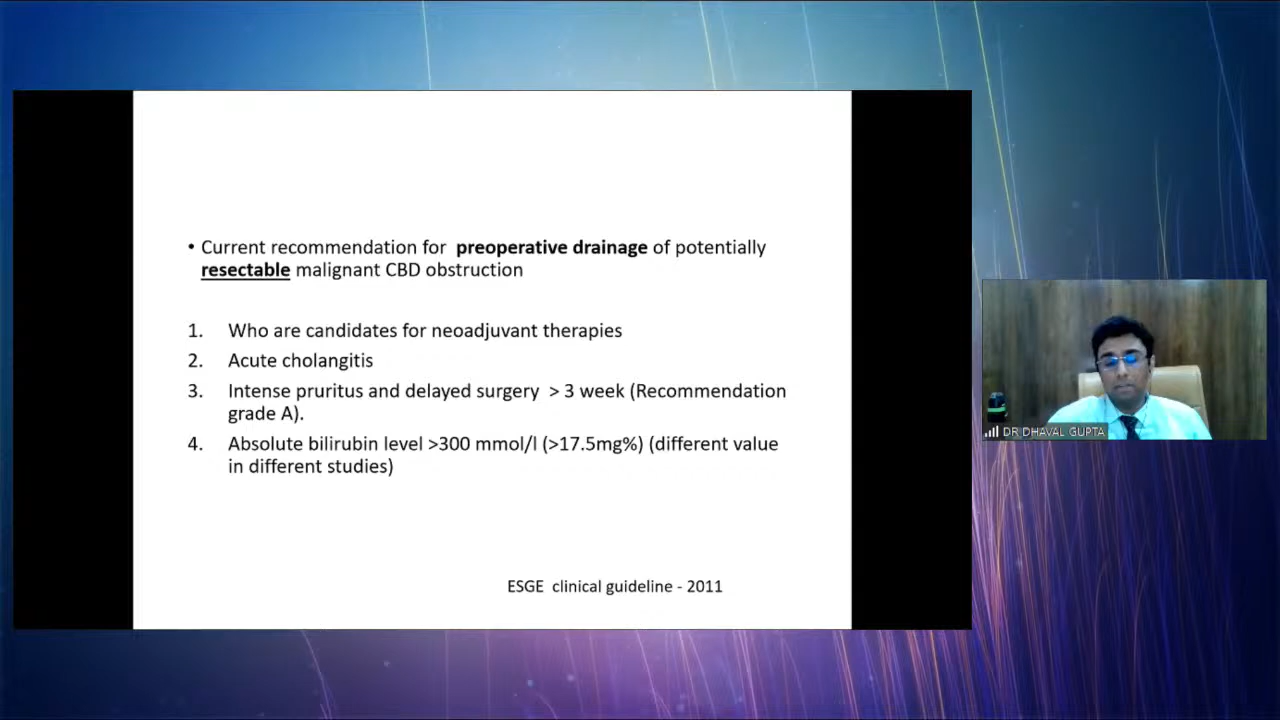 • Current recommendation for preoperative drainage of potentially
resectable malignant CBD obstruction
1. Who are candidates for neoadjuvant therapies
2. Acute cholangitis
3. Intense pruritus and delayed surgery > 3 week (Recommendation
grade A).
4. Absolute bilirubin level >300 mmol/l (>17.5mg%) (different value
in different studies)
DR DHAVAL GUPTA
ESGE clinical guideline - 2011